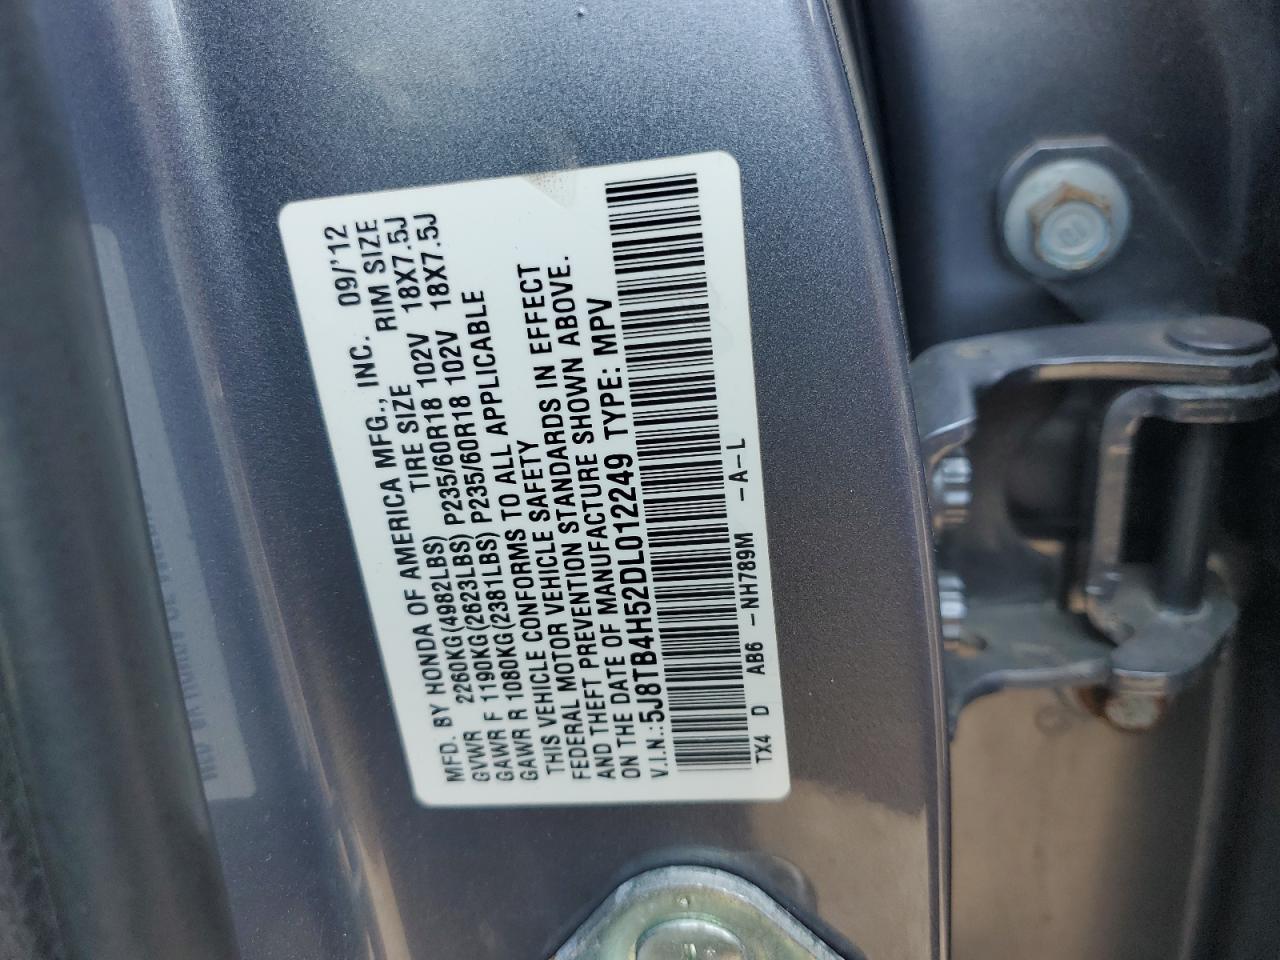 MFD. BY HONDA OF AMERICA MFG., INC. 09/'12
GVWR 2260KG(4982LBS) TIRE SIZE RIM SIZE
GAWR F 1190KG(2623LBS) P235/60R18 102V 18X7.5J
GAWR R 1080KG(2381LBS) P235/60R18 102V 18X7.5J
THIS VEHICLE CONFORMS TO ALL APPLICABLE
FEDERAL MOTOR VEHICLE SAFETY
AND THEFT PREVENTION STANDARDS IN EFFECT
ON THE DATE OF MANUFACTURE SHOWN ABOVE.
V.I.N.:5J8TB4H52DL012249 TYPE: MPV
TX4 D AB6 -NH789M -A-L